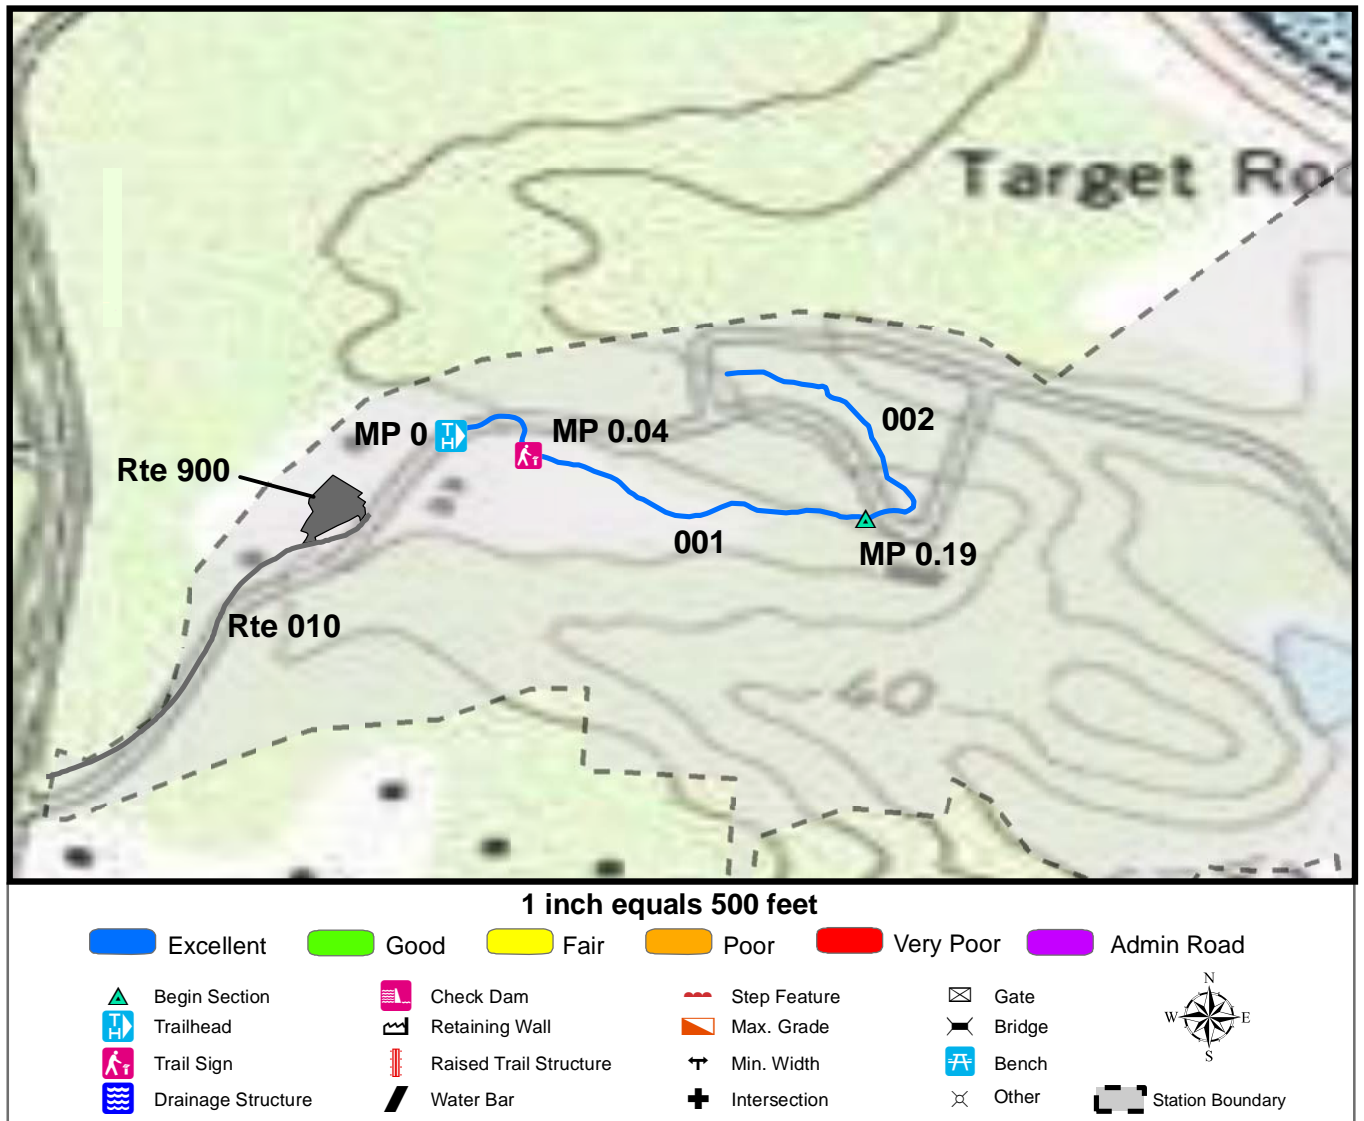 Target
MP 0
MP 0.04
002
Rte 900
001
MP 0.19
Rte 010
40
1 inch equals 500 feet
Excellent
Good
Fair
Poor
Very Poor
Admin Road
Begin Section
Check Dam
Step Feature
Gate
Trailhead
Retaining Wall
Max. Grade
Bridge
Trail Sign
Raised Trail Structure
Min. Width
Bench
Drainage Structure
Water Bar
Intersection
Other
Station Boundary
N
W E
S
TH
TH